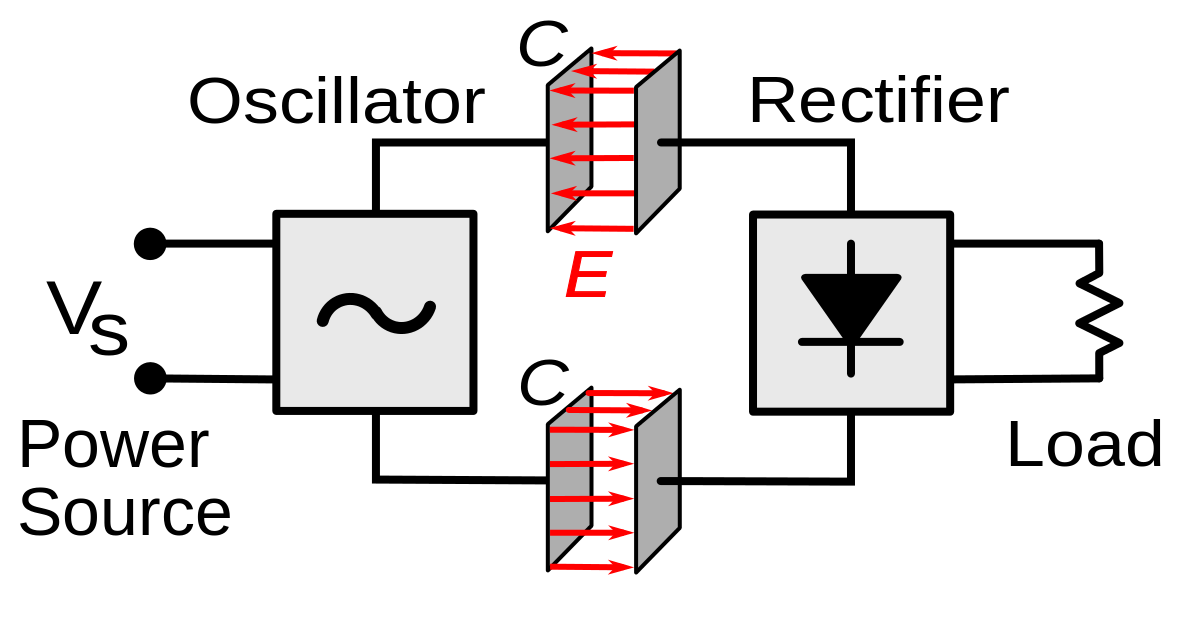 C
Oscillator
Rectifier
E
Vs
C
Power
Source
Load